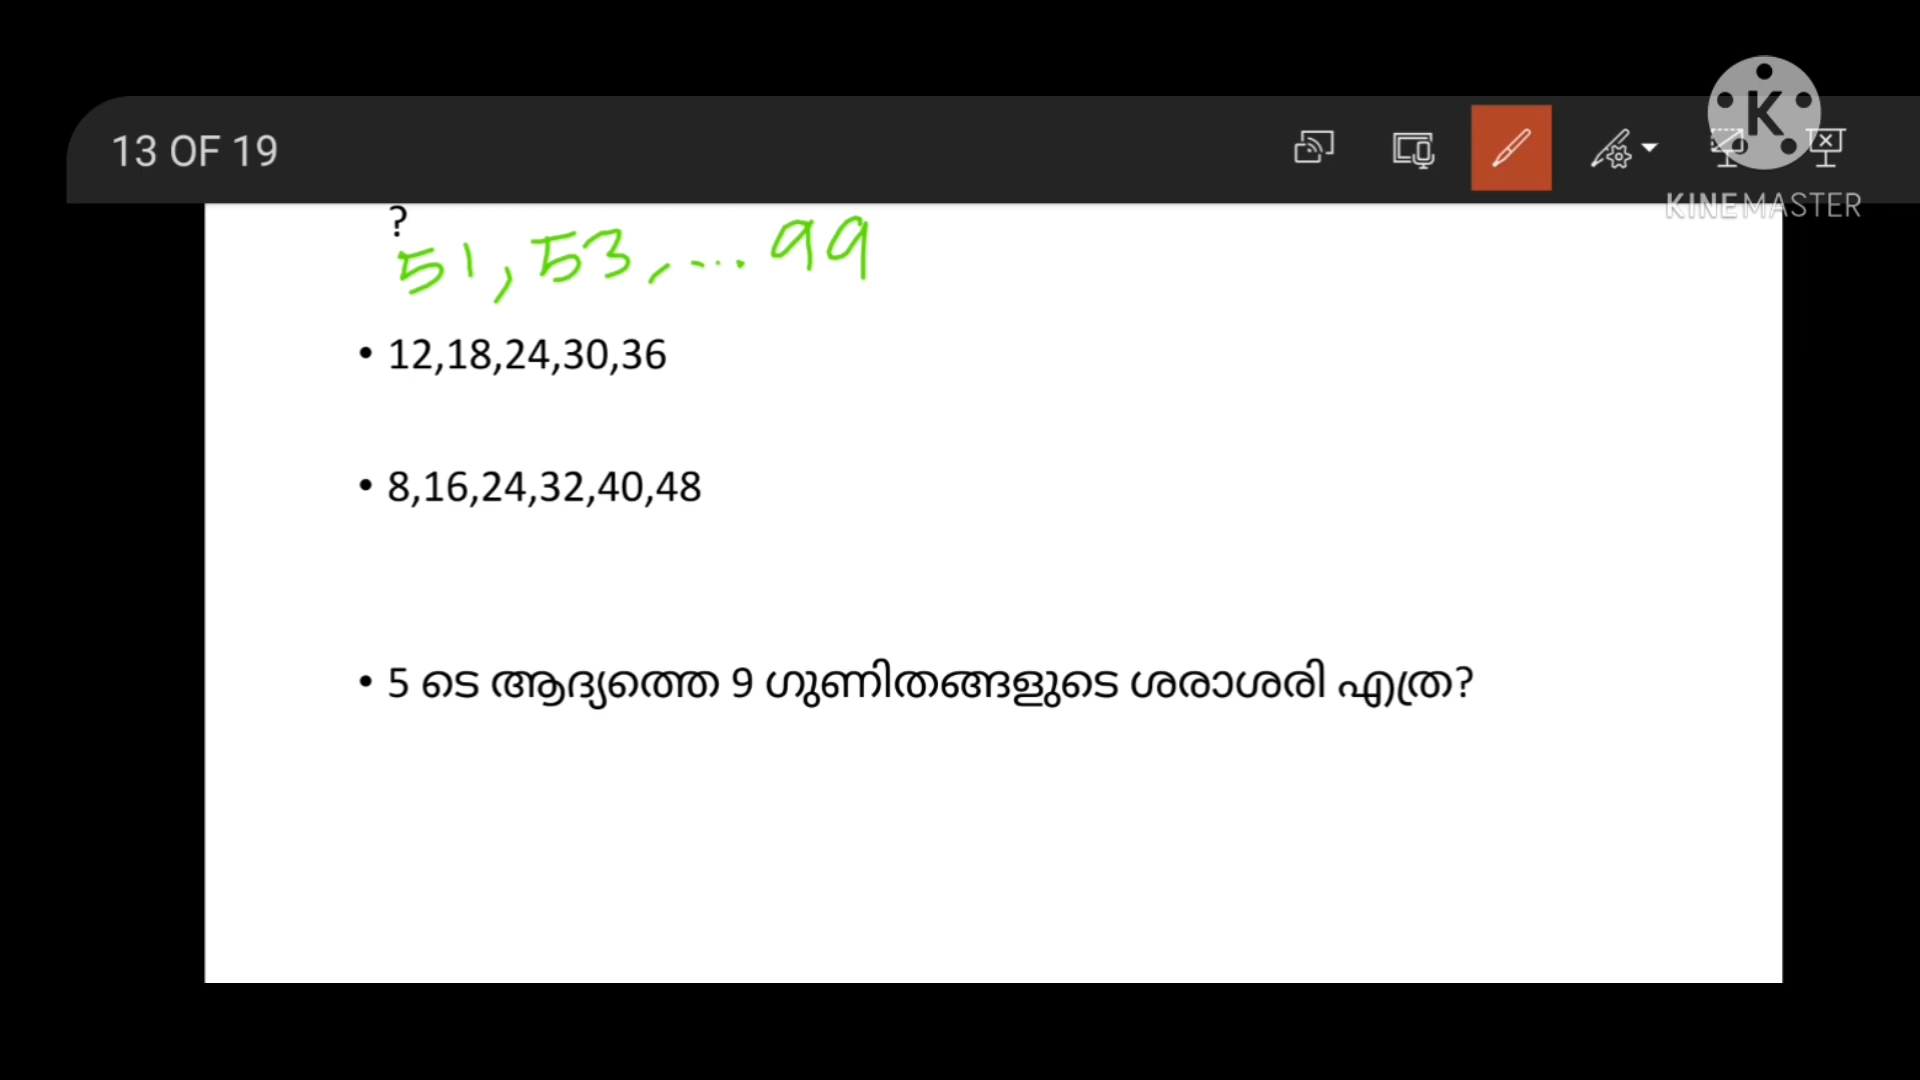 13 OF 19
K
KINEMASTER
?
51, 53, ... 99
• 12,18,24,30,36
• 8,16,24,32,40,48
• 5 ടെ ആദ്യത്തെ 9 ഗുണിതങ്ങളുടെ ശരാശരി എത്ര?